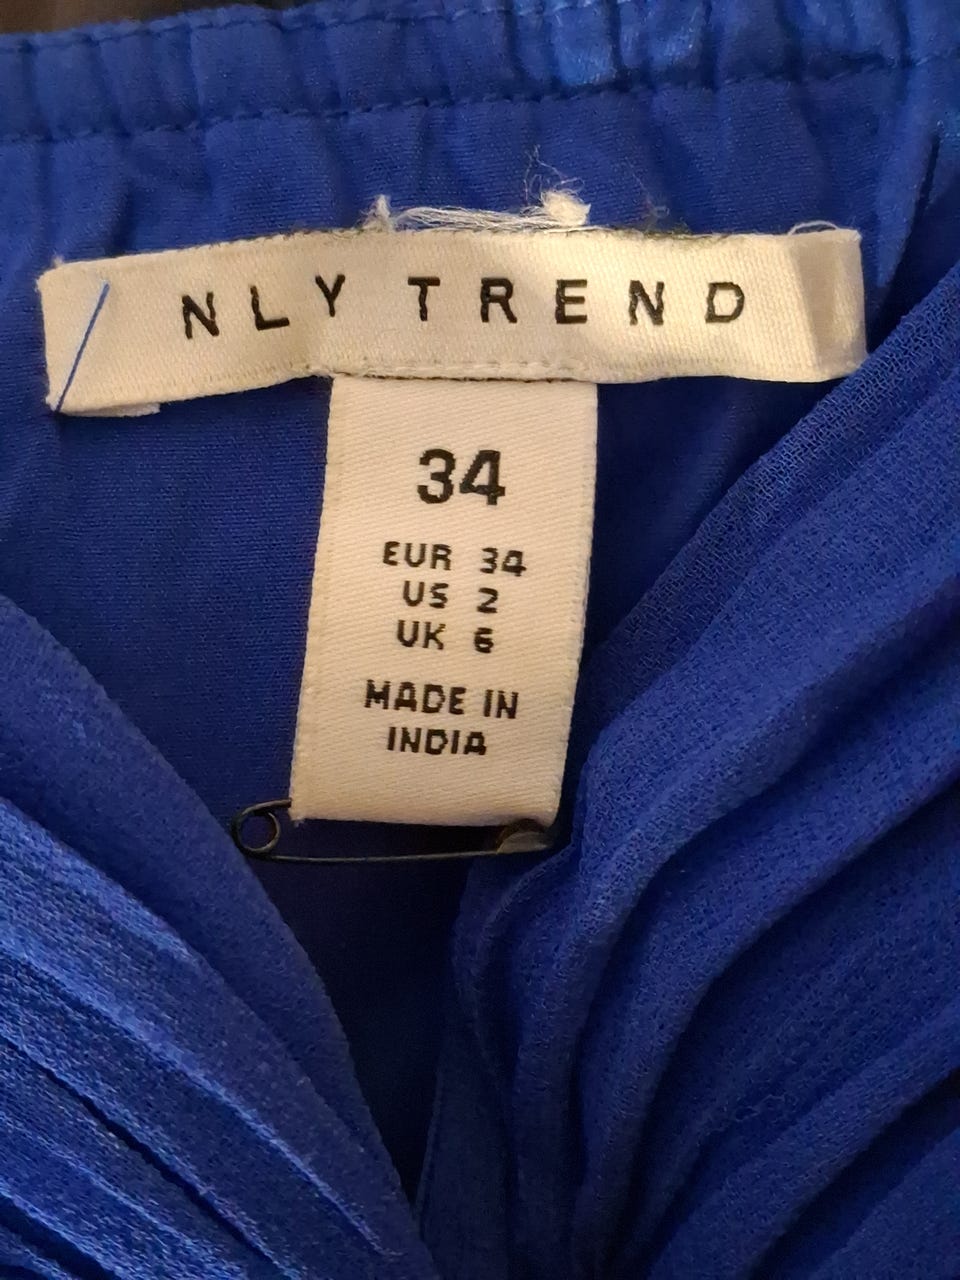 NLY TREND
34
EUR 34
US 2
UK 6
MADE IN
INDIA